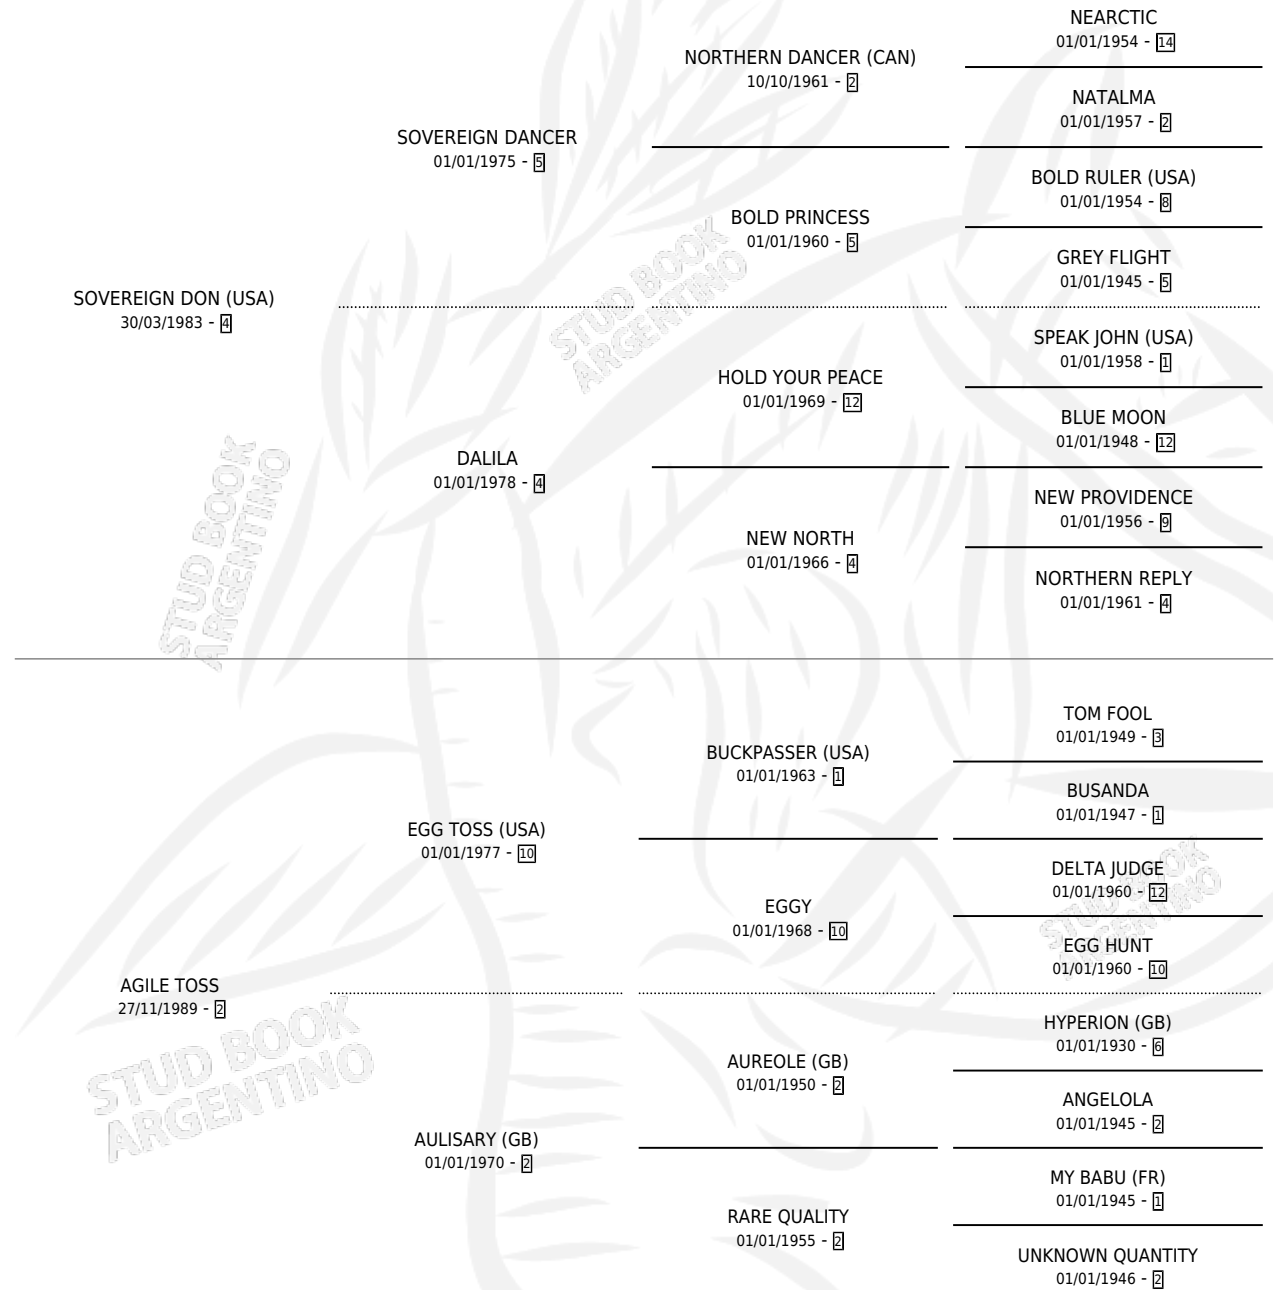 NEARCTIC
01/01/1954 - 14
NORTHERN DANCER (CAN)
10/10/1961 - 2
NATALMA
01/01/1957 - 2
SOVEREIGN DANCER
01/01/1975 - 5
BOLD RULER (USA)
01/01/1954 - 8
BOLD PRINCESS
01/01/1960 - 5
GREY FLIGHT
01/01/1945 - 5
STUD BOOK
ARGENTINO
SOVEREIGN DON (USA)
30/03/1983 - 4
SPEAK JOHN (USA)
01/01/1958 - 1
HOLD YOUR PEACE
01/01/1969 - 12
BLUE MOON
01/01/1948 - 12
DALILA
01/01/1978 - 4
NEW PROVIDENCE
01/01/1956 - 9
NEW NORTH
01/01/1966 - 4
NORTHERN REPLY
01/01/1961 - 4
STUD BOOK
ARGENTINO
TOM FOOL
01/01/1949 - 3
BUCKPASSER (USA)
01/01/1963 - 1
BUSANDA
01/01/1947 - 1
EGG TOSS (USA)
01/01/1977 - 10
DELTA JUDGE
01/01/1960 - 12
EGGY
01/01/1968 - 10
EGG HUNT
01/01/1960 - 10
STUD BOOK
ARGENTINO
AGILE TOSS
27/11/1989 - 2
HYPERION (GB)
01/01/1930 - 6
AUREOLE (GB)
01/01/1950 - 2
ANGELOLA
01/01/1945 - 2
STUD BOOK
ARGENTINO
AULISARY (GB)
01/01/1970 - 2
MY BABU (FR)
01/01/1945 - 1
RARE QUALITY
01/01/1955 - 2
UNKNOWN QUANTITY
01/01/1946 - 2